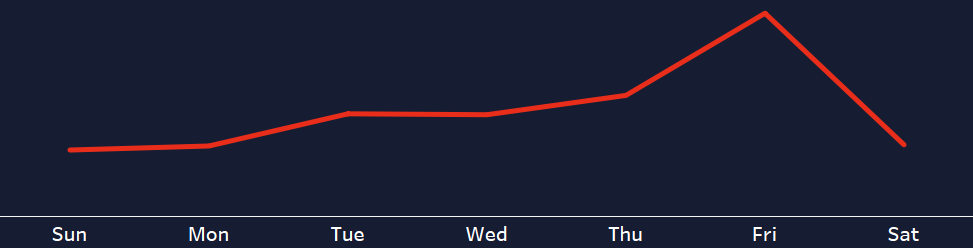 Sun Mon Tue Wed Thu Fri Sat